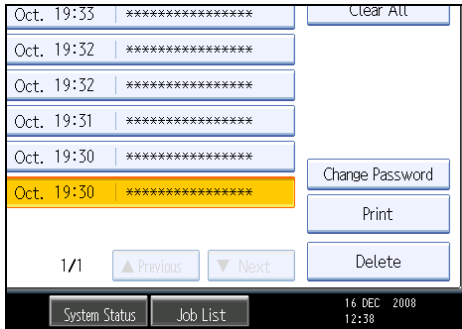 Oct. 19:33 ****************
Clear All
Oct. 19:32 ****************
Oct. 19:32 ****************
Oct. 19:31 ****************
Oct. 19:30 ****************
Change Password
Oct. 19:30 ****************
Print
1/1 ▲ Previous ▼ Next
Delete
System Status Job List
16 DEC 2008
12:38